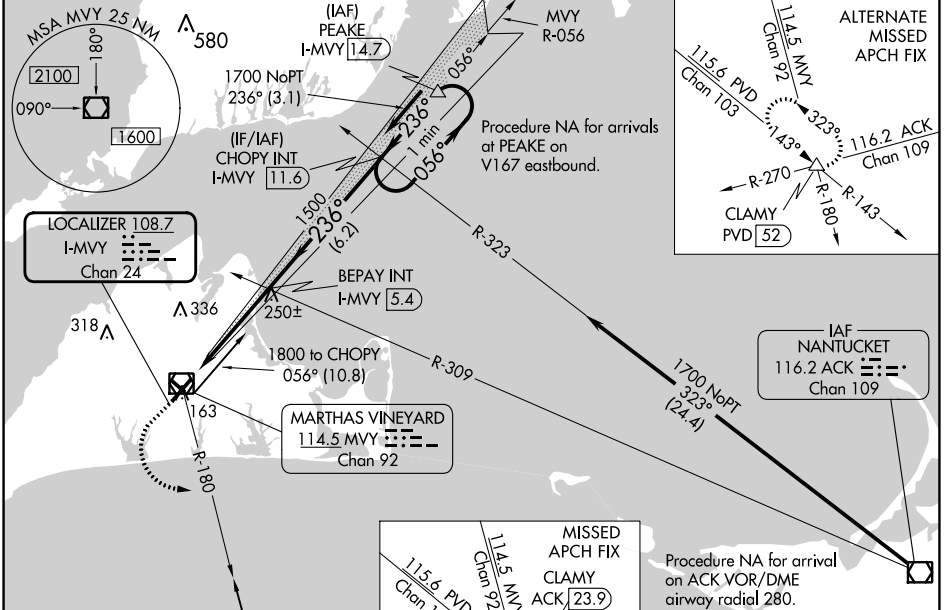 MSA MVY 25 NM
180°
2100
090°
1600
580
(IAF)
PEAKE
I-MVY 14.7
MVY
R-056
056°
1700 NoPT
236° (3.1)
236°
1 min
056°
(IF/IAF)
CHOPY INT
I-MVY 11.6
Procedure NA for arrivals
at PEAKE on
V167 eastbound.
ALTERNATE
MISSED
APCH FIX
114.5 MVY
Chan 92
115.6 PVD
Chan 103
323°
143°
116.2 ACK
Chan 109
R-270
R-180
R-143
CLAMY
PVD 52
LOCALIZER 108.7
I-MVY
Chan 24
1500
236°
(6.2)
R-323
BEPAY INT
I-MVY 5.4
250±
336
318
1800 to CHOPY
056° (10.8)
R-309
1700 NoPT
323°
(24.4)
IAF
NANTUCKET
116.2 ACK
Chan 109
163
MARTHAS VINEYARD
114.5 MVY
Chan 92
R-180
MISSED
APCH FIX
114.5 MVY
Chan 92
115.6 PVD
CLAMY
ACK 23.9
Procedure NA for arrival
on ACK VOR/DME
airway radial 280.